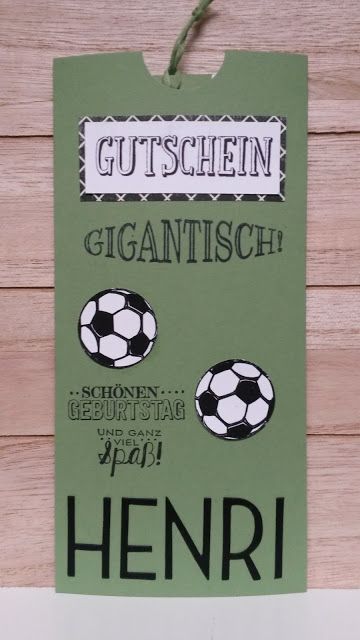 GUTSCHEIN
GIGANTISCH!
SCHÖNEN
GEBURTSTAG
UND GANZ
VIEL
Spaß!
HENRI